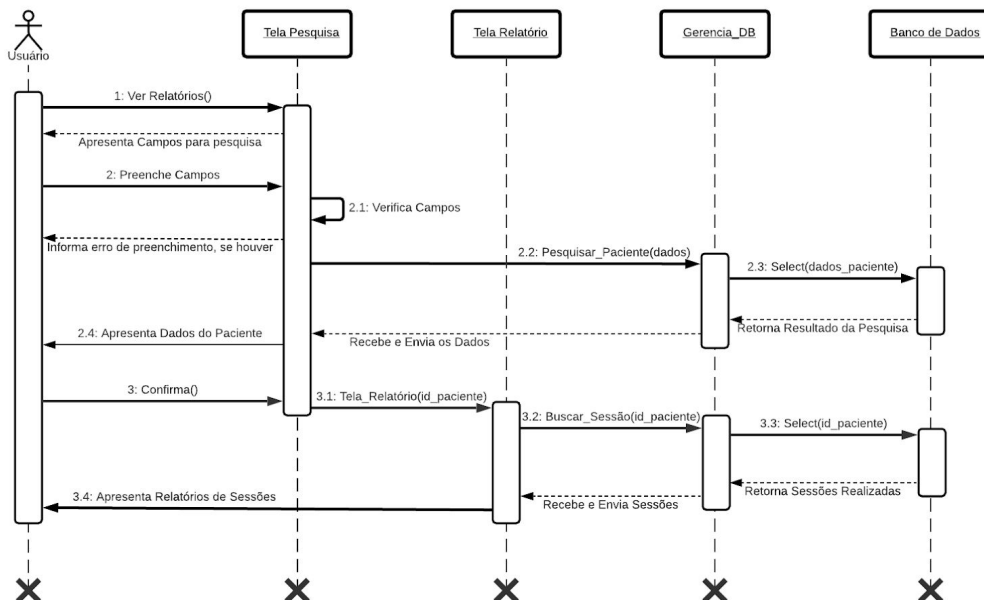 Usuário
Tela Pesquisa
Tela Relatório
Gerencia_DB
Banco de Dados
1: Ver Relatórios()
Apresenta Campos para pesquisa
2: Preenche Campos
2.1: Verifica Campos
Informa erro de preenchimento, se houver
2.2: Pesquisar_Paciente(dados)
2.3: Select(dados_paciente)
Retorna Resultado da Pesquisa
2.4: Apresenta Dados do Paciente
Recebe e Envia os Dados
3: Confirma()
3.1: Tela_Relatório(id_paciente)
3.2: Buscar_Sessão(id_paciente)
3.3: Select(id_paciente)
Retorna Sessões Realizadas
3.4: Apresenta Relatórios de Sessões
Recebe e Envia Sessões